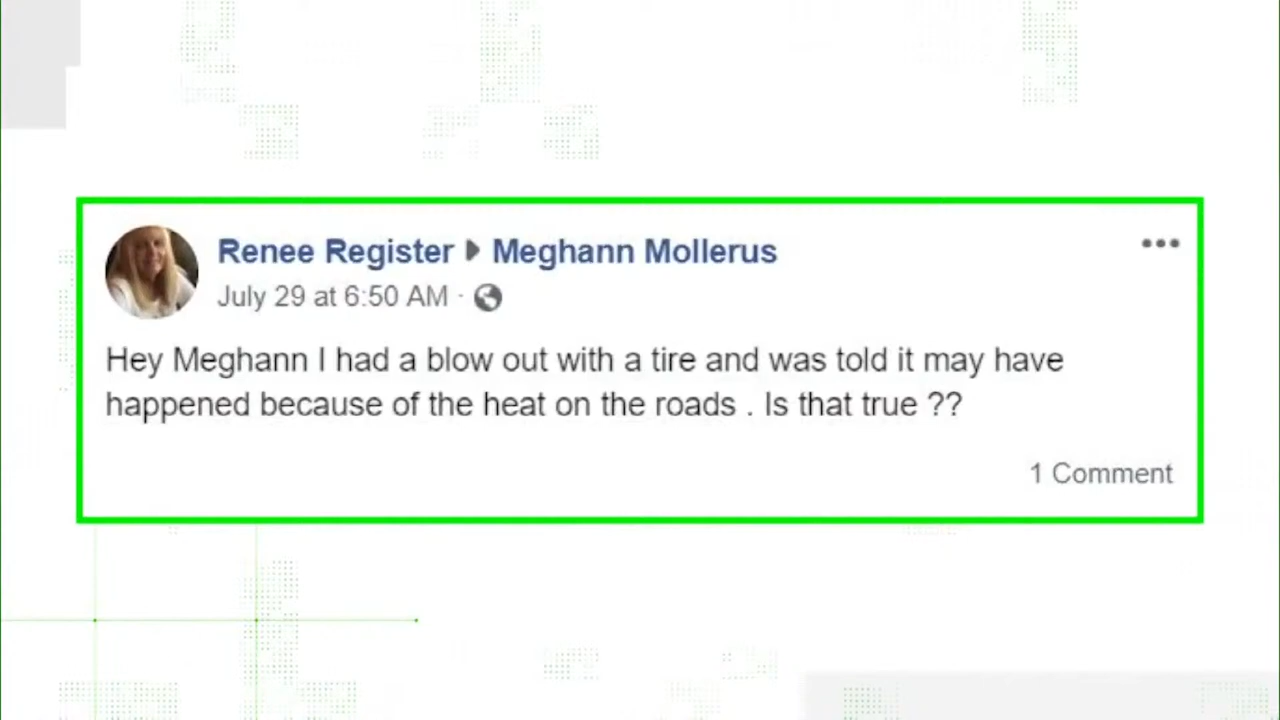 Renee Register Meghann Mollerus
July 29 at 6:50 AM ·
Hey Meghann I had a blow out with a tire and was told it may have
happened because of the heat on the roads . Is that true ??
1 Comment